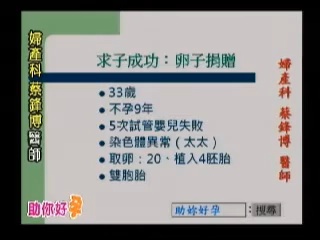 婦產科 蔡鋒博 醫師
求子成功：卵子捐贈
33歲
不孕9年
5次試管嬰兒失敗
染色體異常（太太）
取卵：20、植入4胚胎
雙胞胎
婦產科 蔡鋒博 醫師
助你好孕
助妳好孕：搜尋